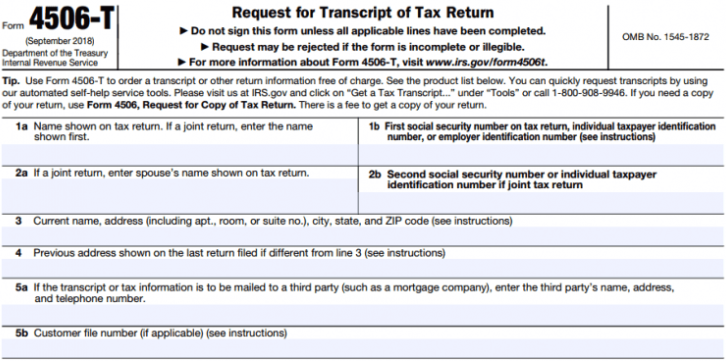 Form 4506-T
(September 2018)
Department of the Treasury
Internal Revenue Service
Request for Transcript of Tax Return
▶ Do not sign this form unless all applicable lines have been completed.
▶ Request may be rejected if the form is incomplete or illegible.
▶ For more information about Form 4506-T, visit www.irs.gov/form4506t.
OMB No. 1545-1872
Tip. Use Form 4506-T to order a transcript or other return information free of charge. See the product list below. You can quickly request transcripts by using
our automated self-help service tools. Please visit us at IRS.gov and click on “Get a Tax Transcript...” under “Tools” or call 1-800-908-9946. If you need a copy
of your return, use Form 4506, Request for Copy of Tax Return. There is a fee to get a copy of your return.
1a Name shown on tax return. If a joint return, enter the name
shown first.
1b First social security number on tax return, individual taxpayer identification
number, or employer identification number (see instructions)
2a If a joint return, enter spouse’s name shown on tax return.
2b Second social security number or individual taxpayer
identification number if joint tax return
3 Current name, address (including apt., room, or suite no.), city, state, and ZIP code (see instructions)
4 Previous address shown on the last return filed if different from line 3 (see instructions)
5a If the transcript or tax information is to be mailed to a third party (such as a mortgage company), enter the third party’s name, address,
and telephone number.
5b Customer file number (if applicable) (see instructions)